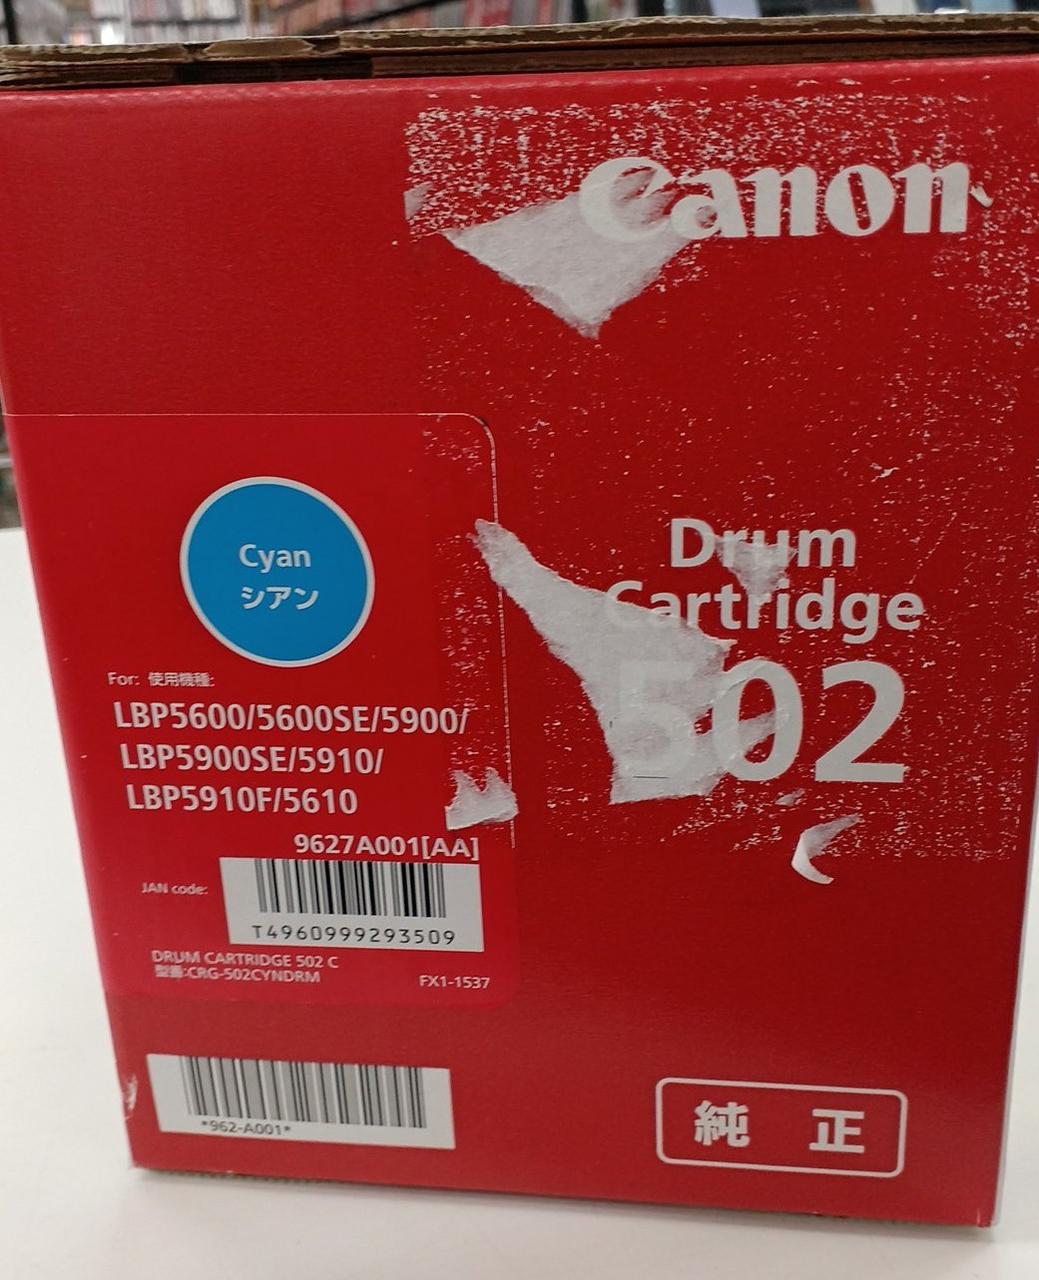 Canon
Drum
Cartridge
502
Cyan
シアン
For: 使用機種:
LBP5600/5600SE/5900/
LBP5900SE/5910/
LBP5910F/5610
9627A001[AA]
JAN code:
T4960999293509
DRUM CARTRIDGE 502 C
型番:CRG-502CYNDRM
FX1-1537
*962-A001*
純正